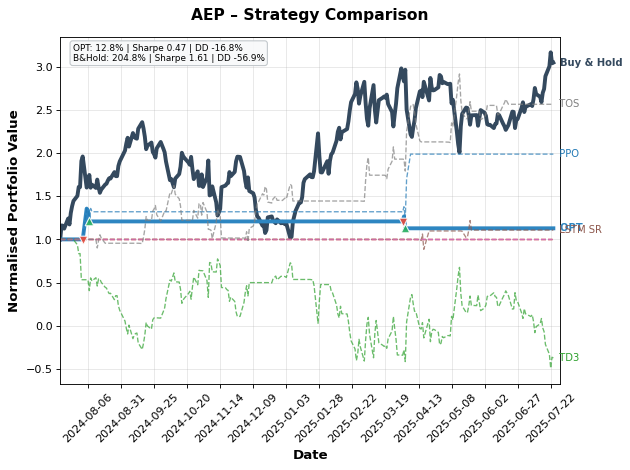 AEP – Strategy Comparison
OPT: 12.8% | Sharpe 0.47 | DD -16.8%
B&Hold: 204.8% | Sharpe 1.61 | DD -56.9%
Normalised Portfolio Value
3.0
2.5
2.0
1.5
1.0
0.5
0.0
−0.5
Buy & Hold
TOS
PPO
OPT
TD3
2024-08-06
2024-08-31
2024-09-25
2024-10-20
2024-11-14
2024-12-09
2025-01-03
2025-01-28
2025-02-22
2025-03-19
2025-04-13
2025-05-08
2025-06-02
2025-06-27
2025-07-22
Date